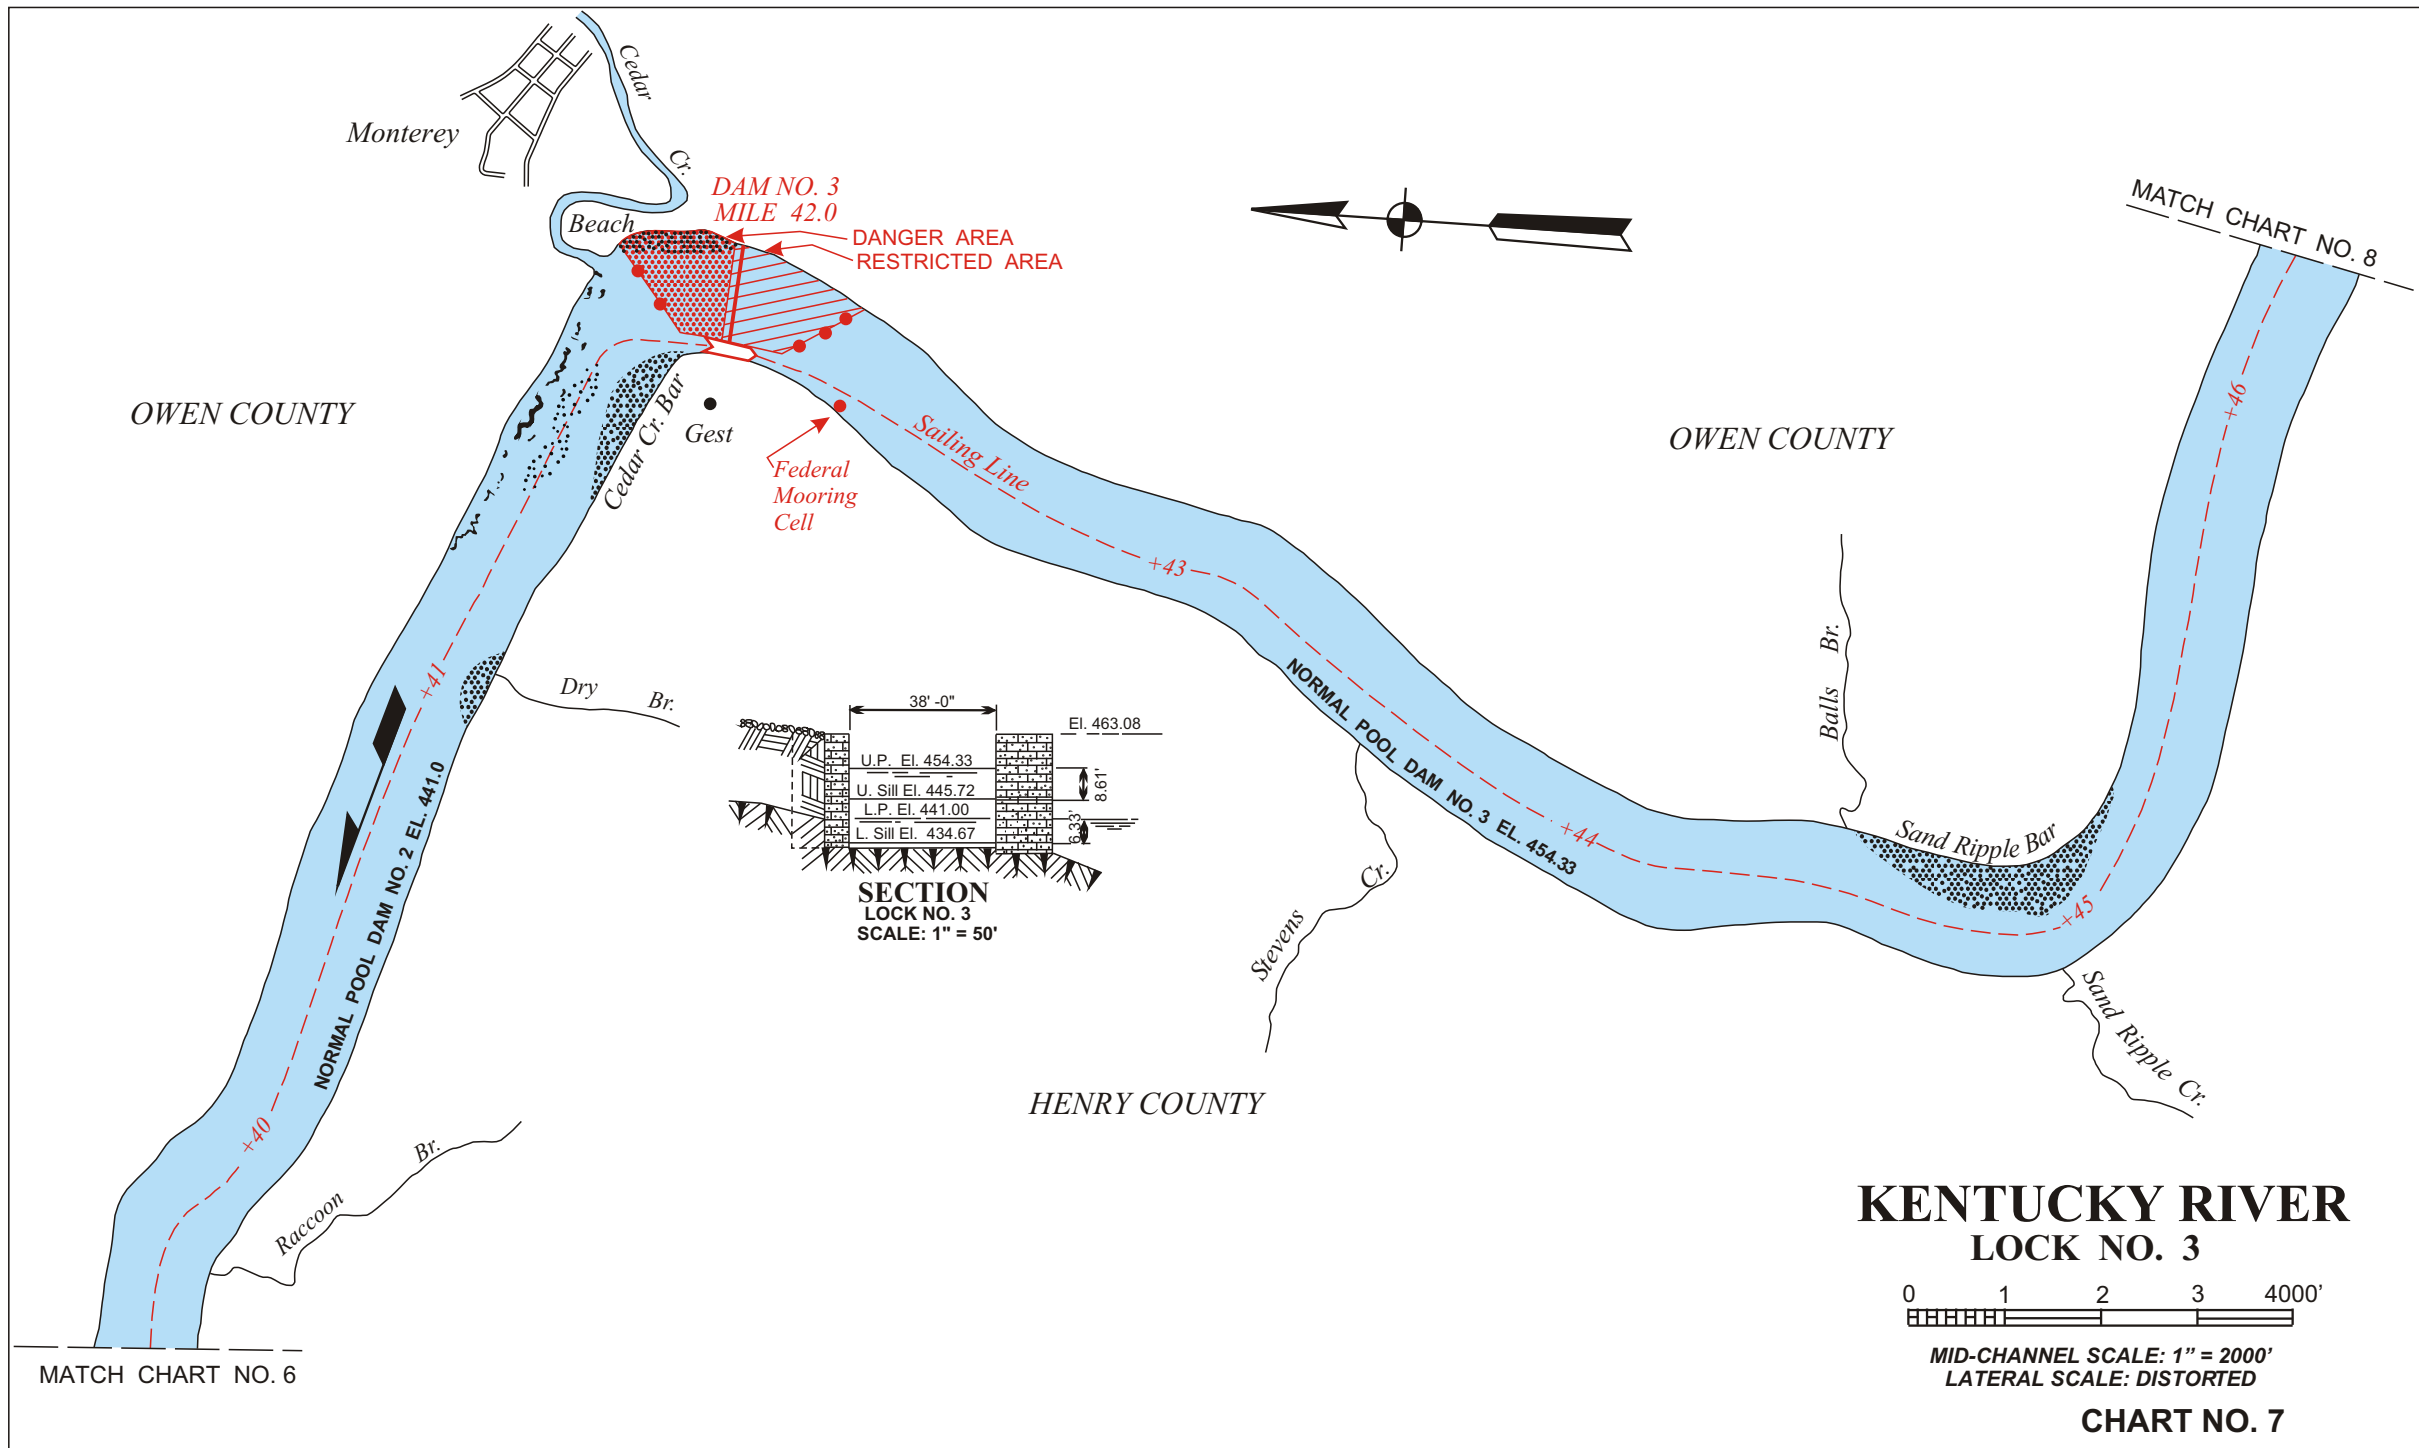 Cedar
Cr.
Monterey
Beach
DAM NO. 3
MILE 42.0
DANGER AREA
RESTRICTED AREA
MATCH CHART NO. 8
OWEN COUNTY
Cedar Cr. Bar
Gest
Federal
Mooring
Cell
Sailing Line
OWEN COUNTY
+46
+43
+41
Dry Br.
Balls Br.
NORMAL POOL DAM NO. 2 EL. 441.0
NORMAL POOL DAM NO. 3 EL. 454.33
38' -0"
El. 463.08
U.P. El. 454.33
U. Sill El. 445.72
L.P. El. 441.00
L. Sill El. 434.67
8.61'
6.33'
SECTION
LOCK NO. 3
SCALE: 1" = 50'
+44
Sand Ripple Bar
+45
Stevens Cr.
Sand Ripple Cr.
HENRY COUNTY
+40
Raccoon Br.
MATCH CHART NO. 6
KENTUCKY RIVER
LOCK NO. 3
0 1 2 3 4000'
MID-CHANNEL SCALE: 1" = 2000'
LATERAL SCALE: DISTORTED
CHART NO. 7